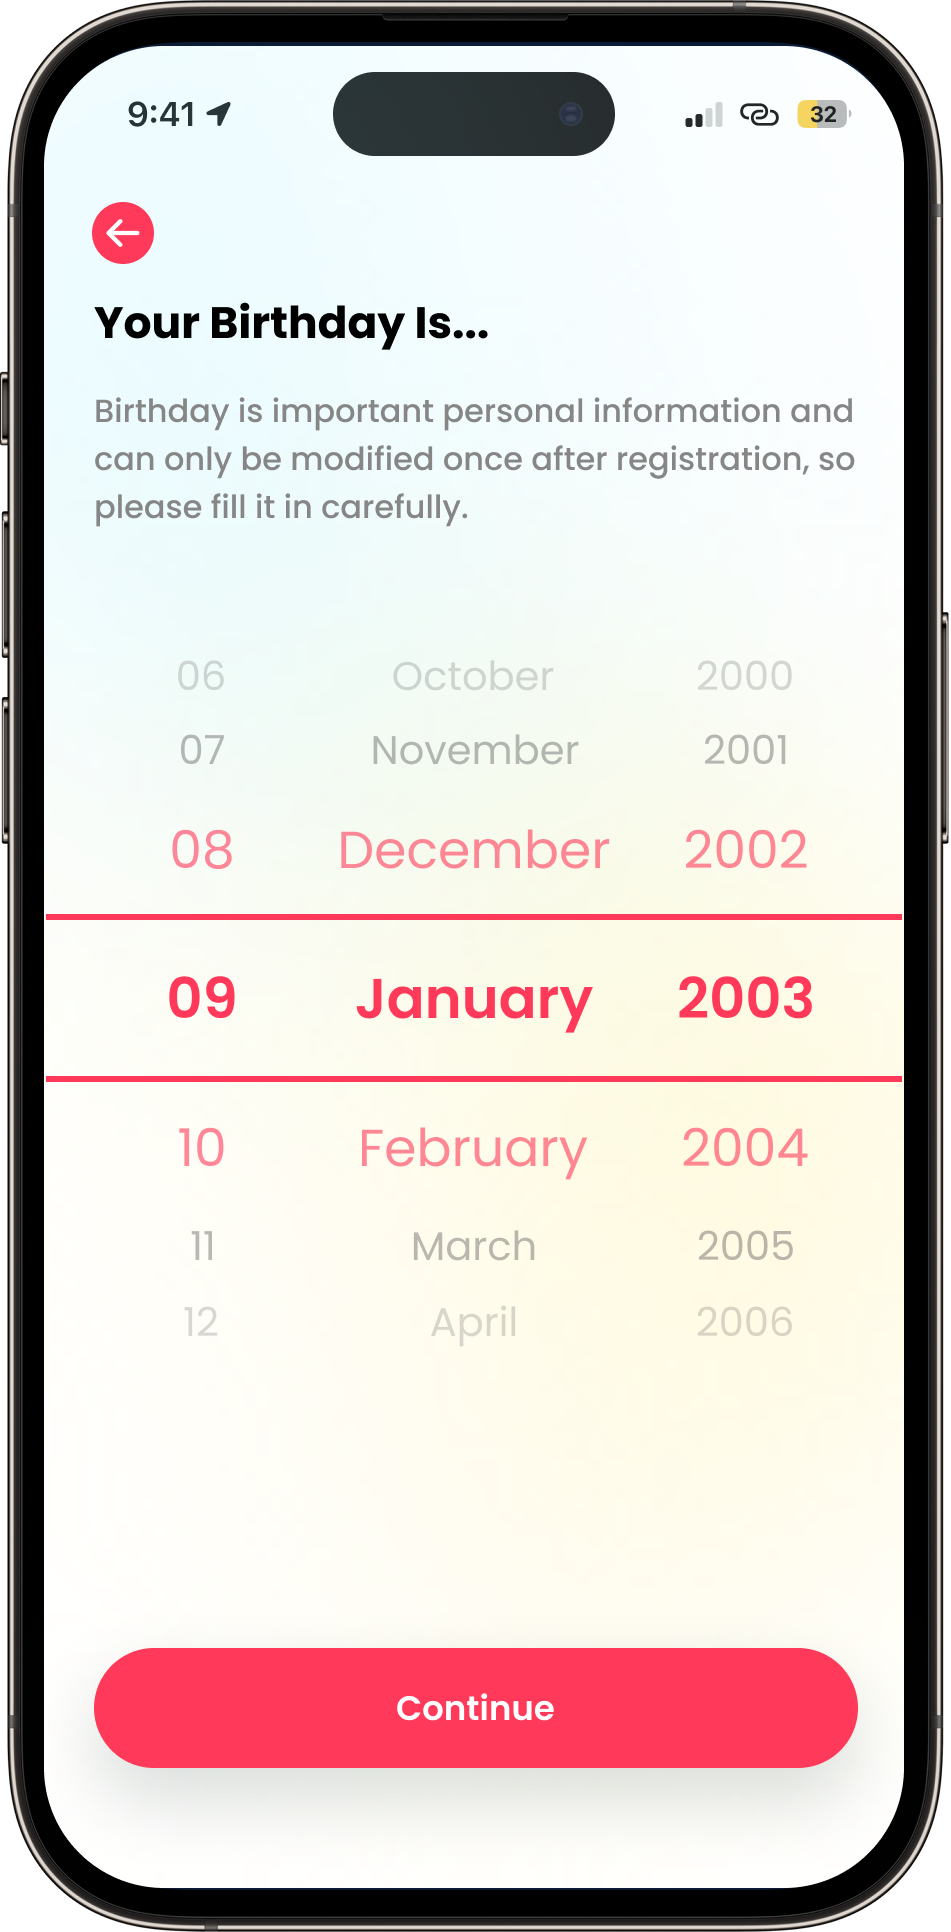 9:41
32
Your Birthday Is...
Birthday is important personal information and
can only be modified once after registration, so
please fill it in carefully.
06 October 2000
07 November 2001
08 December 2002
09 January 2003
10 February 2004
11 March 2005
12 April 2006
Continue